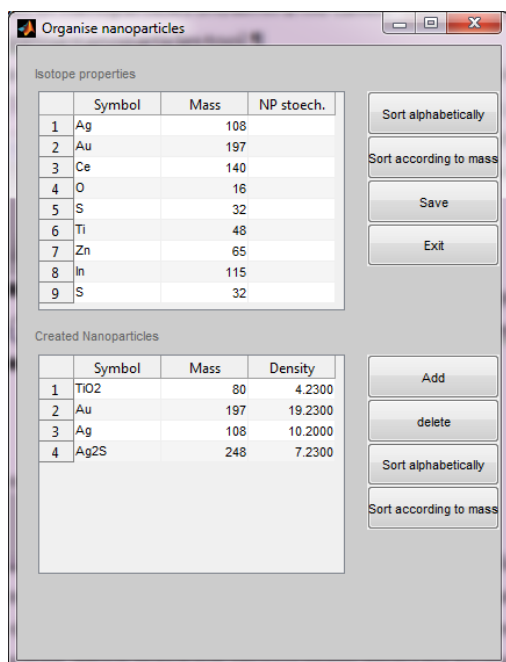 Organise nanoparticles
Isotope properties
Symbol Mass NP stoech.
1 Ag 108
2 Au 197
3 Ce 140
4 O 16
5 S 32
6 Ti 48
7 Zn 65
8 In 115
9 S 32
Sort alphabetically
Sort according to mass
Save
Exit
Created Nanoparticles
Symbol Mass Density
1 TiO2 80 4.2300
2 Au 197 19.2300
3 Ag 108 10.2000
4 Ag2S 248 7.2300
Add
delete
Sort alphabetically
Sort according to mass